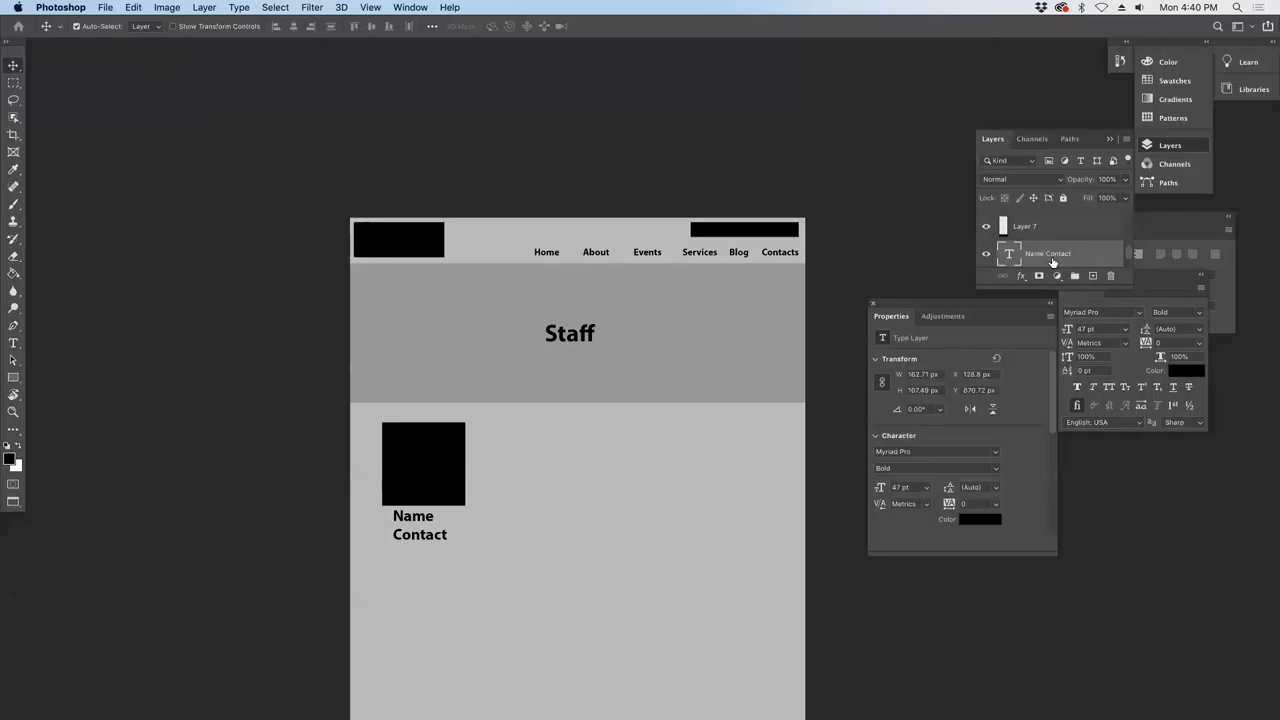 Photoshop File Edit Image Layer Type Select Filter 3D View Window Help Mon 4:40 PM
Auto-Select: Layer Show Transform Controls
Color Learn
Swatches
Libraries
Gradients
Patterns
Layers Channels Paths
Layers
Kind
Channels
Normal Opacity: 100%
Paths
Lock: Fill: 100%
Layer 7
Home About Events Services Blog Contacts
T Name Contact
fx
Myriad Pro Bold
Properties Adjustments
47 pt (Auto)
Staff
T Type Layer
Metrics 0
Transform
100% 100%
W 162.71 px X 128.8 px
0 pt Color:
H 107.49 px Y 870.72 px
0.00°
English: USA Sharp
Character
Myriad Pro
Bold
47 pt (Auto)
Metrics 0
Color
Name
Contact